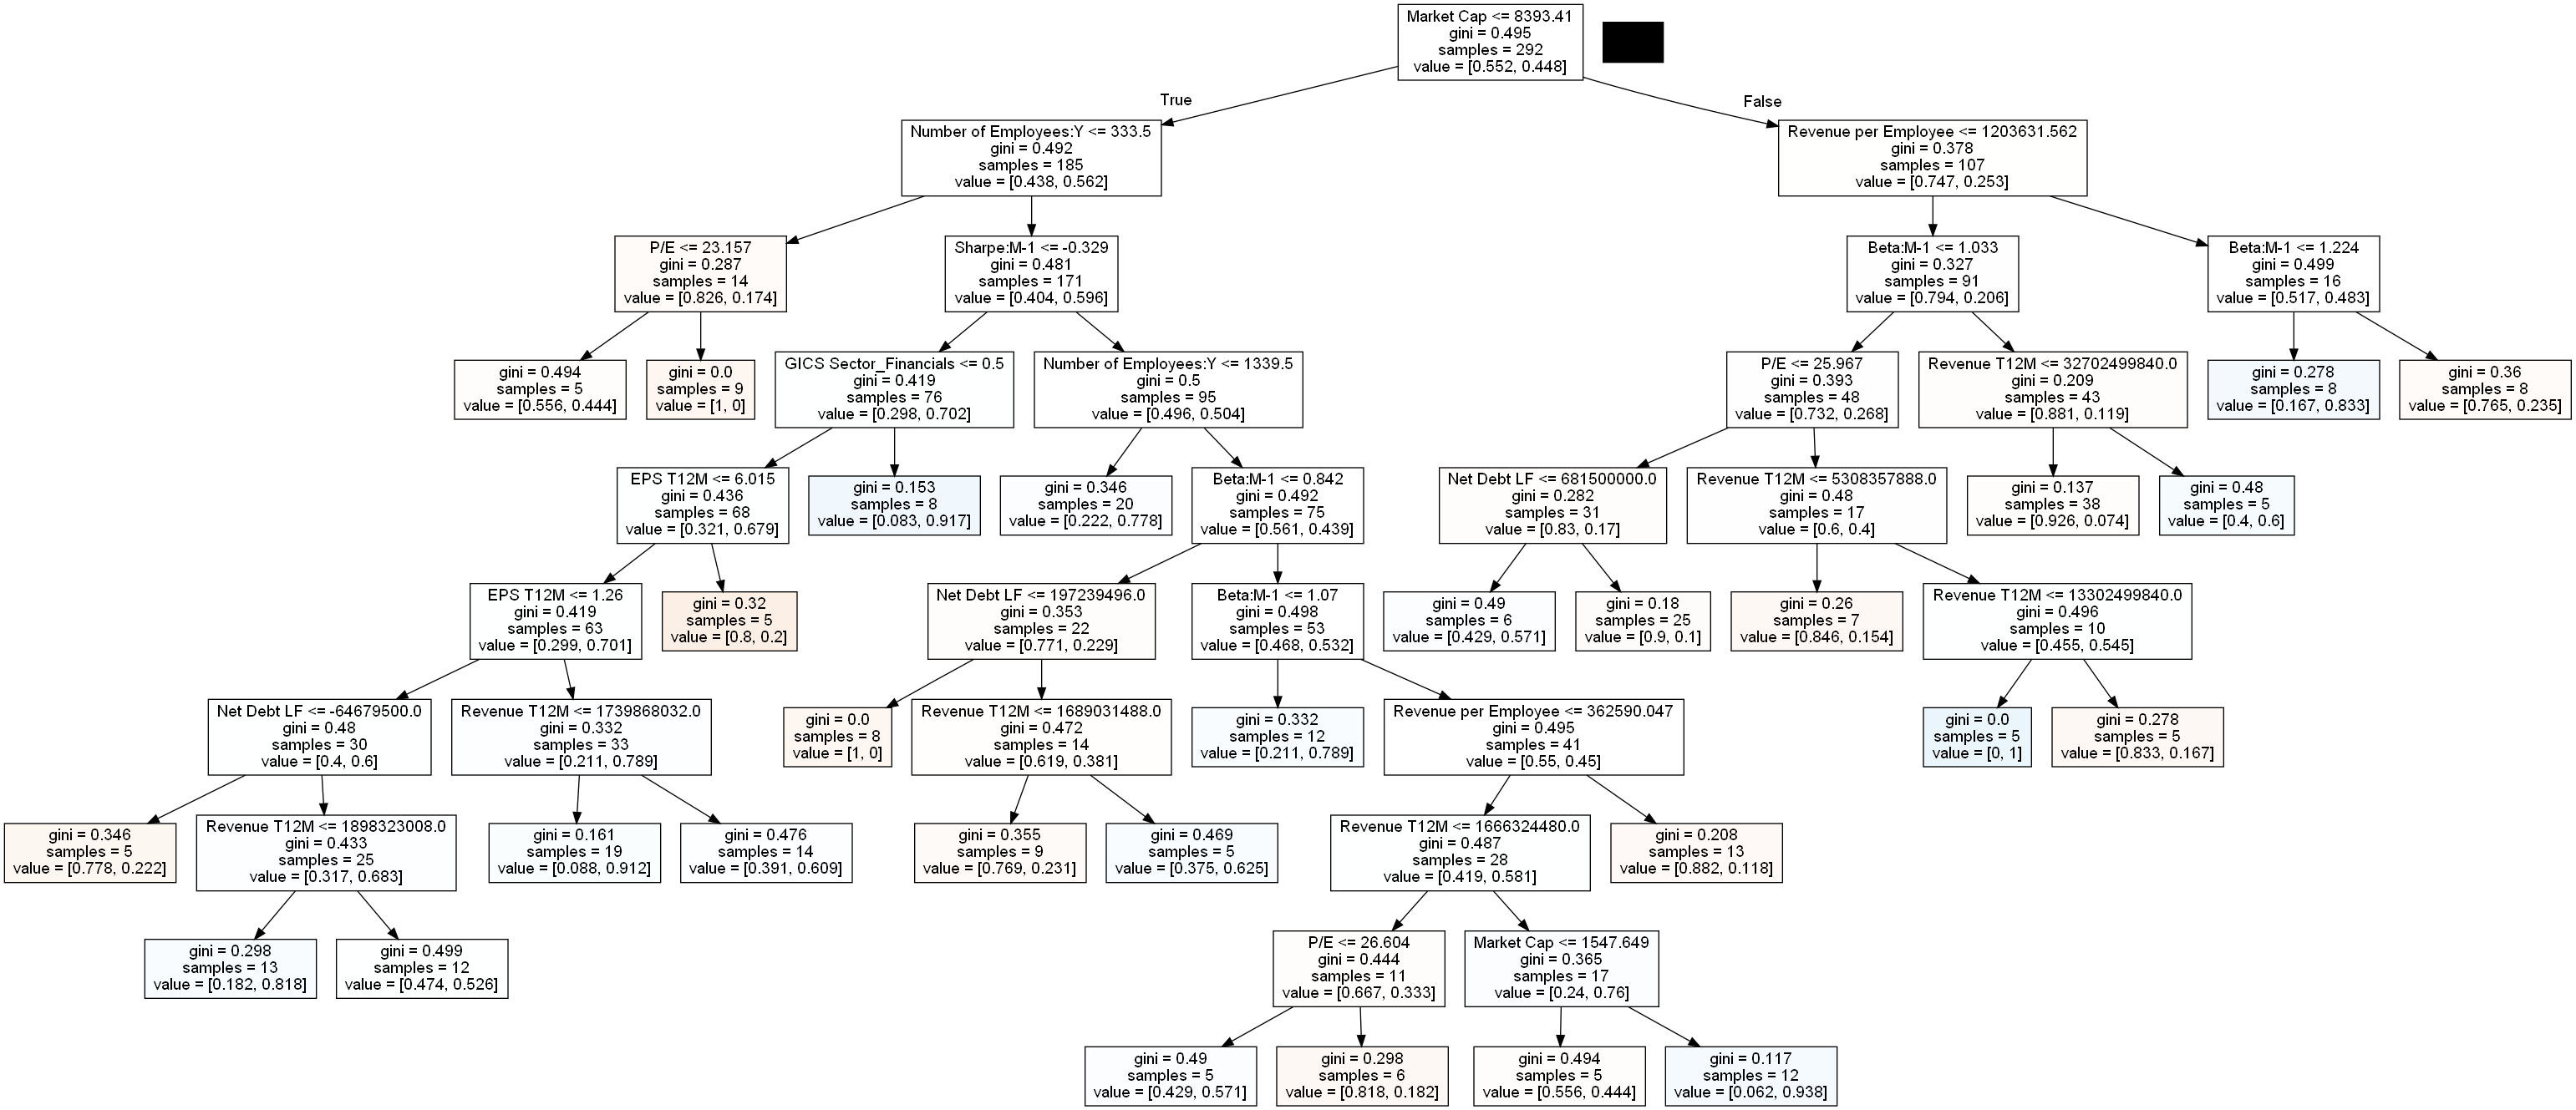 Market Cap <= 8393.41
gini = 0.495
samples = 292
value = [0.552, 0.448]
True
False
Number of Employees:Y <= 333.5
gini = 0.492
samples = 185
value = [0.438, 0.562]
Revenue per Employee <= 1203631.562
gini = 0.378
samples = 107
value = [0.747, 0.253]
P/E <= 23.157
gini = 0.287
samples = 14
value = [0.826, 0.174]
Sharpe:M-1 <= -0.329
gini = 0.481
samples = 171
value = [0.404, 0.596]
Beta:M-1 <= 1.033
gini = 0.327
samples = 91
value = [0.794, 0.206]
Beta:M-1 <= 1.224
gini = 0.499
samples = 16
value = [0.517, 0.483]
gini = 0.494
samples = 5
value = [0.556, 0.444]
gini = 0.0
samples = 9
value = [1, 0]
GICS Sector_Financials <= 0.5
gini = 0.419
samples = 76
value = [0.298, 0.702]
Number of Employees:Y <= 1339.5
gini = 0.5
samples = 95
value = [0.496, 0.504]
P/E <= 25.967
gini = 0.393
samples = 48
value = [0.732, 0.268]
Revenue T12M <= 32702499840.0
gini = 0.209
samples = 43
value = [0.881, 0.119]
gini = 0.278
samples = 8
value = [0.167, 0.833]
gini = 0.36
samples = 8
value = [0.765, 0.235]
EPS T12M <= 6.015
gini = 0.436
samples = 68
value = [0.321, 0.679]
gini = 0.153
samples = 8
value = [0.083, 0.917]
gini = 0.346
samples = 20
value = [0.222, 0.778]
Beta:M-1 <= 0.842
gini = 0.492
samples = 75
value = [0.561, 0.439]
Net Debt LF <= 681500000.0
gini = 0.282
samples = 31
value = [0.83, 0.17]
Revenue T12M <= 5308357888.0
gini = 0.48
samples = 17
value = [0.6, 0.4]
gini = 0.137
samples = 38
value = [0.926, 0.074]
gini = 0.48
samples = 5
value = [0.4, 0.6]
EPS T12M <= 1.26
gini = 0.419
samples = 63
value = [0.299, 0.701]
gini = 0.32
samples = 5
value = [0.8, 0.2]
Net Debt LF <= 197239496.0
gini = 0.353
samples = 22
value = [0.771, 0.229]
Beta:M-1 <= 1.07
gini = 0.498
samples = 53
value = [0.468, 0.532]
gini = 0.49
samples = 6
value = [0.429, 0.571]
gini = 0.18
samples = 25
value = [0.9, 0.1]
gini = 0.26
samples = 7
value = [0.846, 0.154]
Revenue T12M <= 13302499840.0
gini = 0.496
samples = 10
value = [0.455, 0.545]
Net Debt LF <= -64679500.0
gini = 0.48
samples = 30
value = [0.4, 0.6]
Revenue T12M <= 1739868032.0
gini = 0.332
samples = 33
value = [0.211, 0.789]
gini = 0.0
samples = 8
value = [1, 0]
Revenue T12M <= 1689031488.0
gini = 0.472
samples = 14
value = [0.619, 0.381]
gini = 0.332
samples = 12
value = [0.211, 0.789]
Revenue per Employee <= 362590.047
gini = 0.495
samples = 41
value = [0.55, 0.45]
gini = 0.0
samples = 5
value = [0, 1]
gini = 0.278
samples = 5
value = [0.833, 0.167]
gini = 0.346
samples = 5
value = [0.778, 0.222]
Revenue T12M <= 1898323008.0
gini = 0.433
samples = 25
value = [0.317, 0.683]
gini = 0.161
samples = 19
value = [0.088, 0.912]
gini = 0.476
samples = 14
value = [0.391, 0.609]
gini = 0.355
samples = 9
value = [0.769, 0.231]
gini = 0.469
samples = 5
value = [0.375, 0.625]
Revenue T12M <= 1666324480.0
gini = 0.487
samples = 28
value = [0.419, 0.581]
gini = 0.208
samples = 13
value = [0.882, 0.118]
gini = 0.298
samples = 13
value = [0.182, 0.818]
gini = 0.499
samples = 12
value = [0.474, 0.526]
P/E <= 26.604
gini = 0.444
samples = 11
value = [0.667, 0.333]
Market Cap <= 1547.649
gini = 0.365
samples = 17
value = [0.24, 0.76]
gini = 0.49
samples = 5
value = [0.429, 0.571]
gini = 0.298
samples = 6
value = [0.818, 0.182]
gini = 0.494
samples = 5
value = [0.556, 0.444]
gini = 0.117
samples = 12
value = [0.062, 0.938]